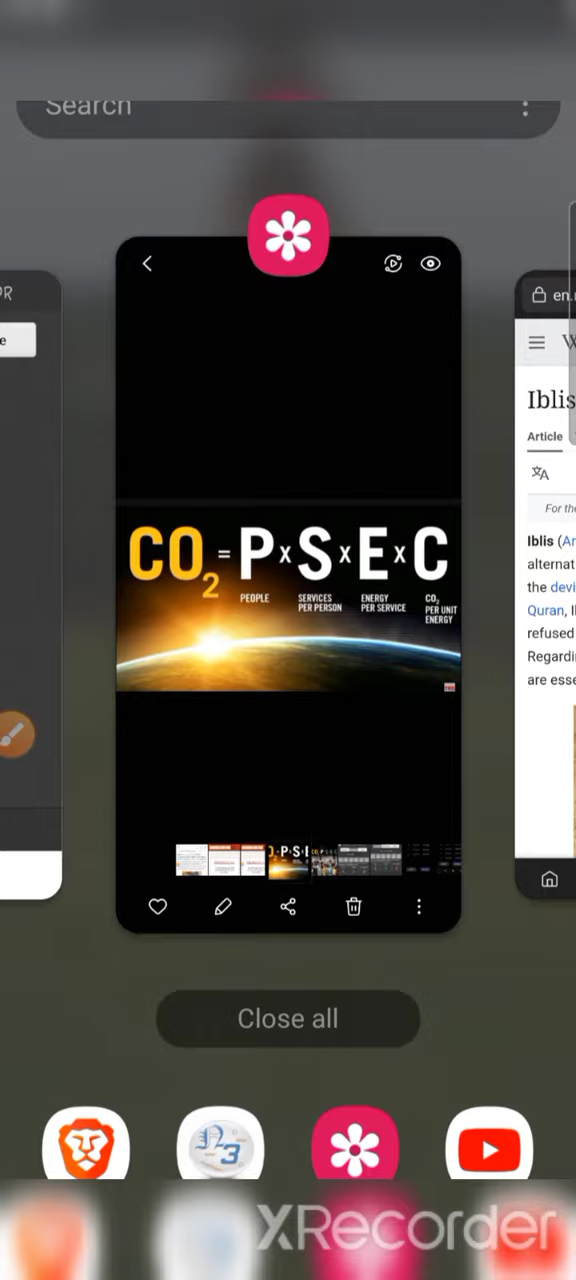 Search
CO2 = P x S x E x C
PEOPLE
SERVICES
PER PERSON
ENERGY
PER SERVICE
CO2
PER UNIT
ENERGY
en.
W
Iblis
Article
For the
Iblis (Ar
alternat
the devi
Quran, I
refused
Regardi
are esse
Close all
XRecorder